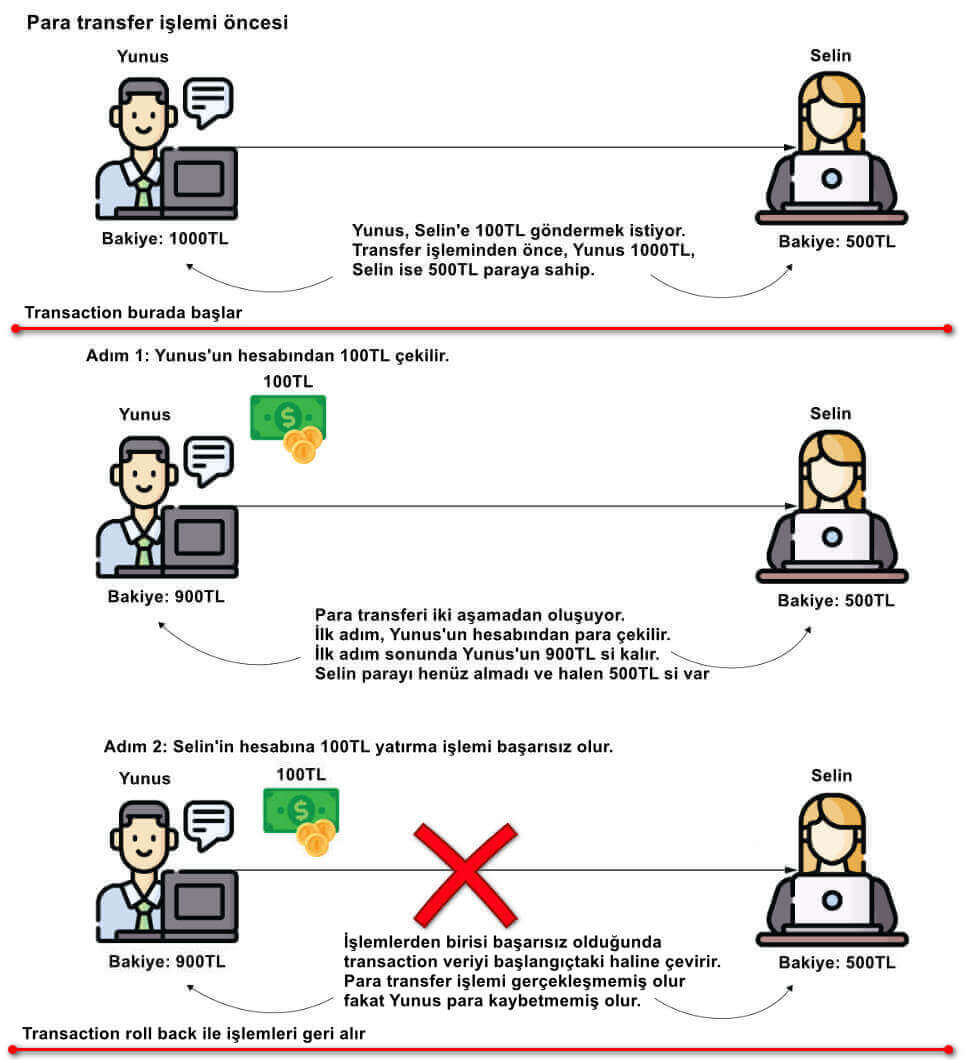 Para transfer işlemi öncesi
Yunus
Selin
Bakiye: 1000TL
Yunus, Selin'e 100TL göndermek istiyor.
Transfer işleminden önce, Yunus 1000TL,
Selin ise 500TL paraya sahip.
Bakiye: 500TL
Transaction burada başlar
Adım 1: Yunus'un hesabından 100TL çekilir.
100TL
Yunus
Selin
Bakiye: 900TL
Para transferi iki aşamadan oluşuyor.
İlk adım, Yunus'un hesabından para çekilir.
İlk adım sonunda Yunus'un 900TL si kalır.
Selin parayı henüz almadı ve halen 500TL si var
Bakiye: 500TL
Adım 2: Selin'in hesabına 100TL yatırma işlemi başarısız olur.
100TL
Yunus
Selin
Bakiye: 900TL
İşlemlerden birisi başarısız olduğunda
transaction veriyi başlangıçtaki haline çevirir.
Para transfer işlemi gerçekleşmemiş olur
fakat Yunus para kaybetmemiş olur.
Bakiye: 500TL
Transaction roll back ile işlemleri geri alır